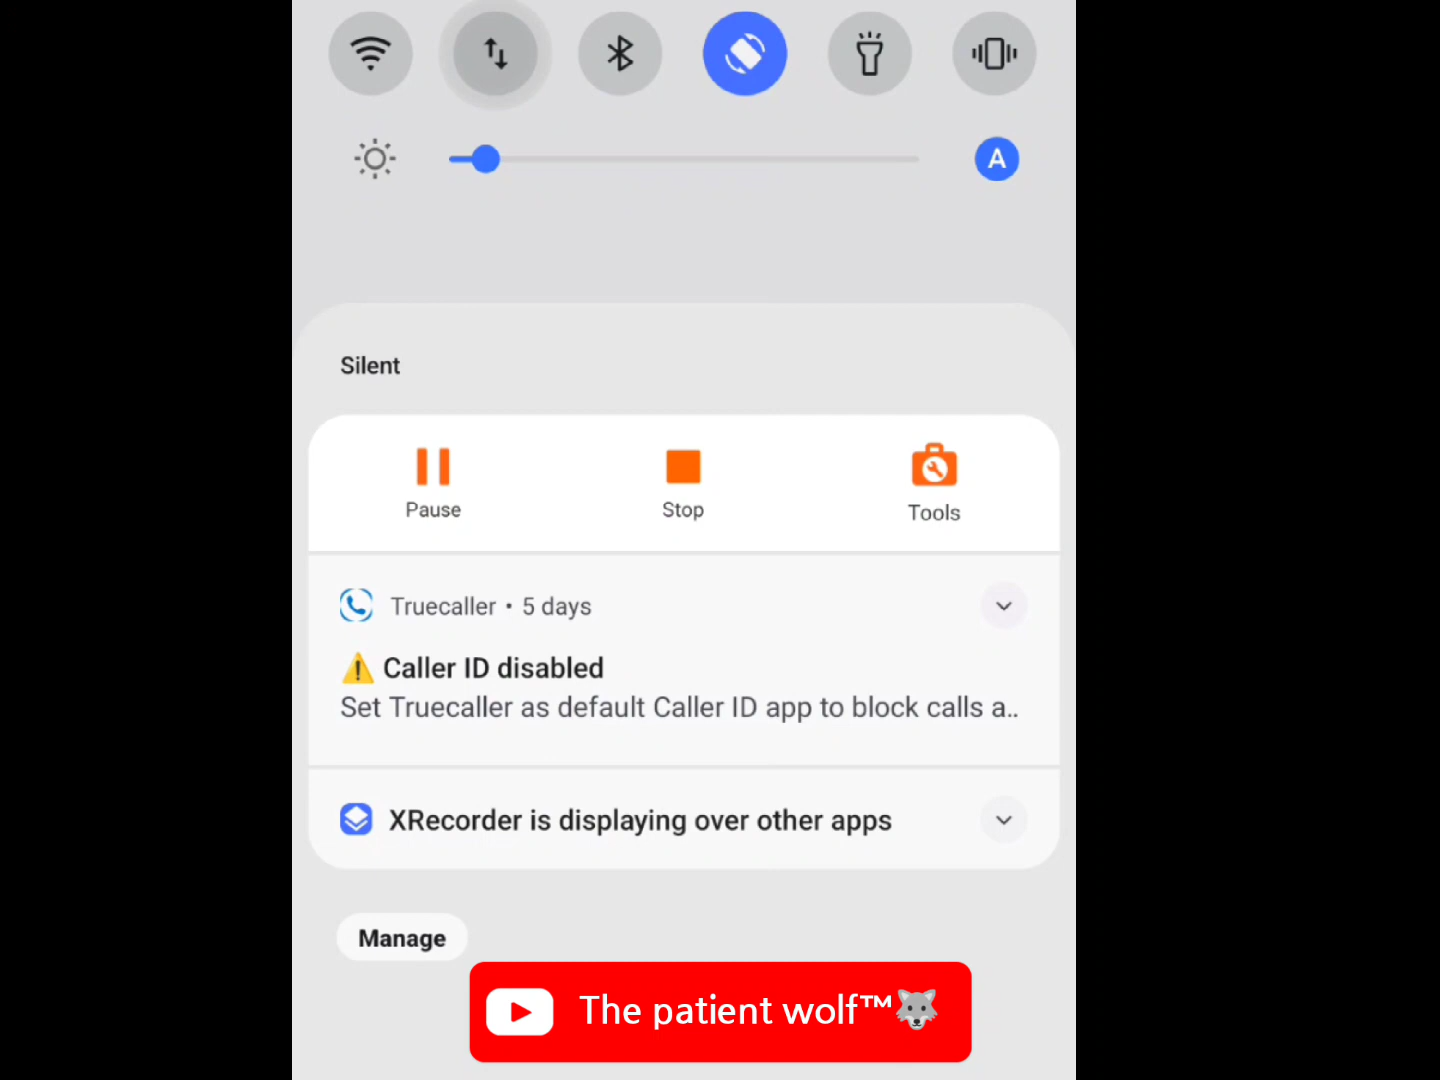 A
Silent
Pause
Stop
Tools
Truecaller • 5 days
⚠️ Caller ID disabled
Set Truecaller as default Caller ID app to block calls a..
XRecorder is displaying over other apps
Manage
The patient wolf™🐺